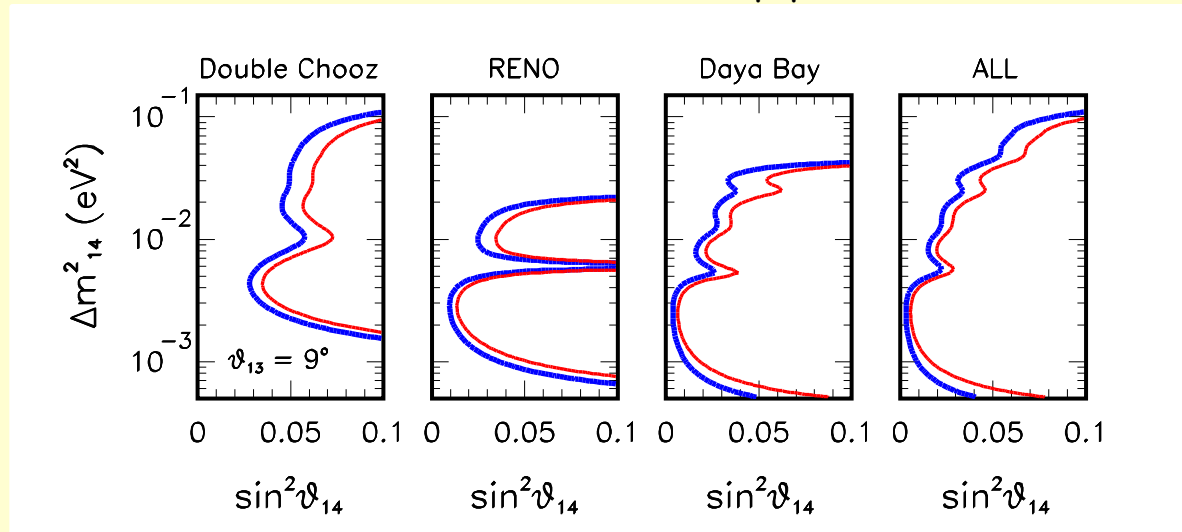 Double Chooz RENO Daya Bay ALL
10⁻¹
10⁻²
10⁻³
Δm²₁₄ (eV²)
ϑ₁₃ = 9°
0 0.05 0.1 0 0.05 0.1 0 0.05 0.1 0 0.05 0.1
sin²ϑ₁₄ sin²ϑ₁₄ sin²ϑ₁₄ sin²ϑ₁₄